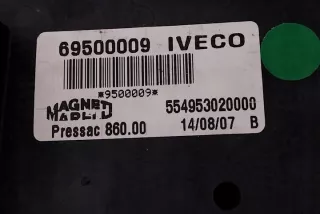 69500009 IVECO
*9500009*
MAGNETI
MARELLI
554953020000
Pressac 860.00
14/08/07 B